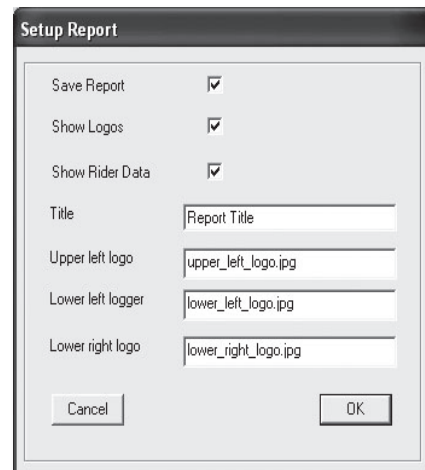 Setup Report
Save Report
Show Logos
Show Rider Data
Title Report Title
Upper left logo upper_left_logo.jpg
Lower left logger lower_left_logo.jpg
Lower right logo lower_right_logo.jpg
Cancel OK